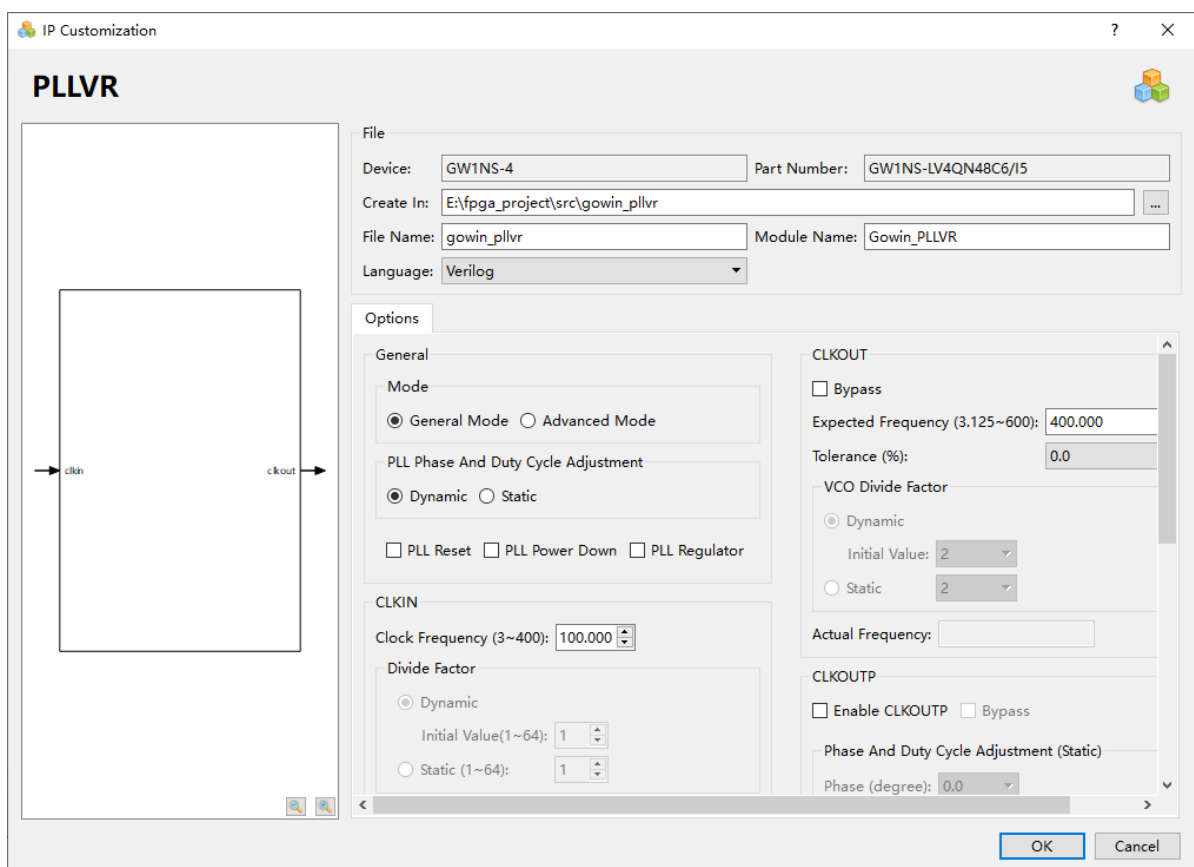 IP Customization
?
PLLVR
File
Device: GW1NS-4 Part Number: GW1NS-LV4QN48C6/I5
Create In: E:\fpga_project\src\gowin_pllvr ...
File Name: gowin_pllvr Module Name: Gowin_PLLVR
Language: Verilog
clkin
clkout
Options
General
Mode
General Mode Advanced Mode
PLL Phase And Duty Cycle Adjustment
Dynamic Static
PLL Reset PLL Power Down PLL Regulator
CLKIN
Clock Frequency (3~400): 100.000
Divide Factor
Dynamic
Initial Value(1~64): 1
Static (1~64): 1
CLKOUT
Bypass
Expected Frequency (3.125~600): 400.000
Tolerance (%): 0.0
VCO Divide Factor
Dynamic
Initial Value: 2
Static 2
Actual Frequency:
CLKOUTP
Enable CLKOUTP Bypass
Phase And Duty Cycle Adjustment (Static)
Phase (degree): 0.0
OK Cancel